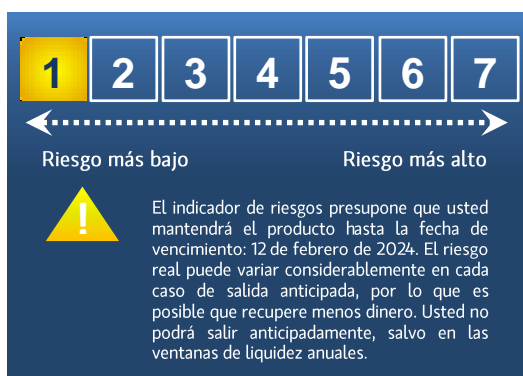 1 2 3 4 5 6 7
Riesgo más bajo Riesgo más alto
!
El indicador de riesgos presupone que usted
mantendrá el producto hasta la fecha de
vencimiento: 12 de febrero de 2024. El riesgo
real puede variar considerablemente en cada
caso de salida anticipada, por lo que es
posible que recupere menos dinero. Usted no
podrá salir anticipadamente, salvo en las
ventanas de liquidez anuales.